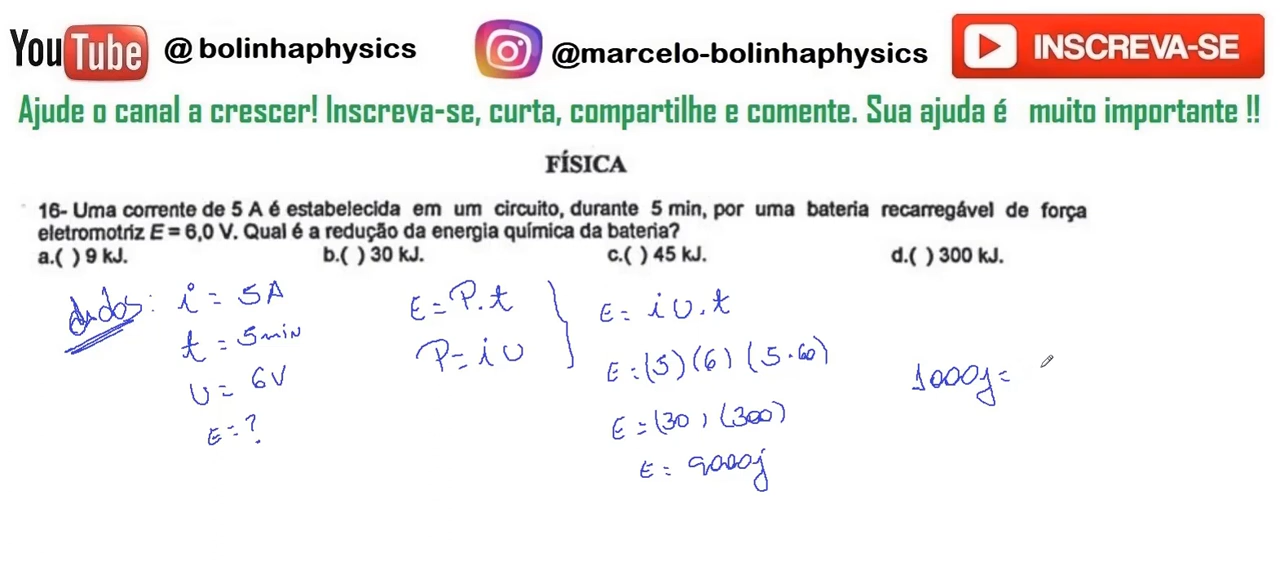 YouTube @ bolinhaphysics @marcelo-bolinhaphysics INSCREVA-SE
Ajude o canal a crescer! Inscreva-se, curta, compartilhe e comente. Sua ajuda é muito importante !!
FÍSICA
16- Uma corrente de 5 A é estabelecida em um circuito, durante 5 min, por uma bateria recarregável de força
eletromotriz E = 6,0 V. Qual é a redução da energia química da bateria?
a.( ) 9 kJ. b.( ) 30 kJ. c.( ) 45 kJ. d.( ) 300 kJ.
dados: i = 5A
t = 5min
U = 6V
E = ?
E = P.t
P = i U
E = i U.t
E = (5)(6)(5.60)
E = (30)(300)
E = 9000j
1000j =